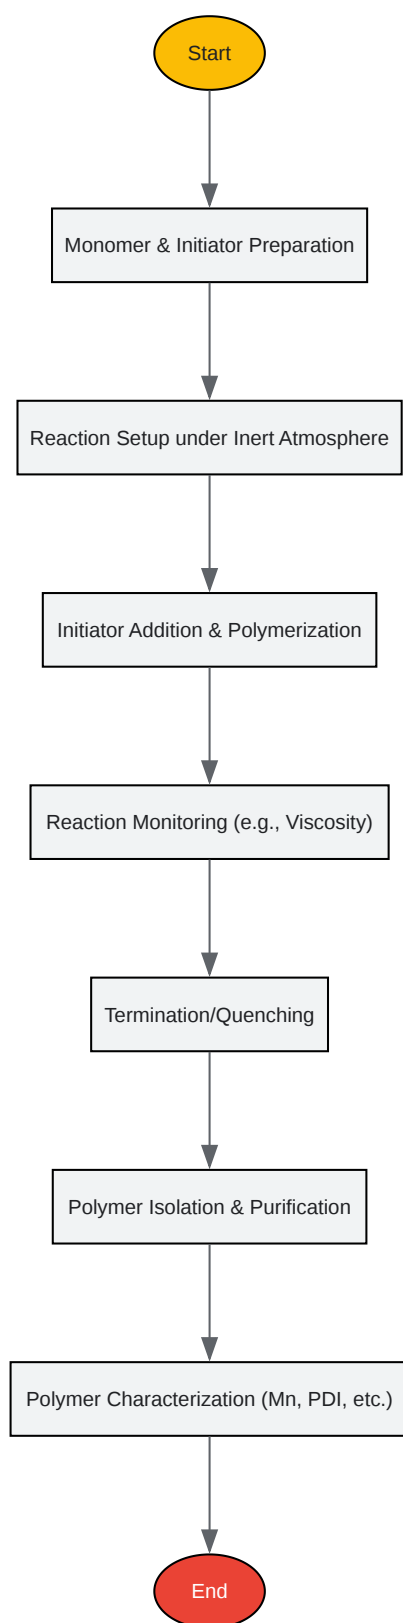 Start
Monomer & Initiator Preparation
Reaction Setup under Inert Atmosphere
Initiator Addition & Polymerization
Reaction Monitoring (e.g., Viscosity)
Termination/Quenching
Polymer Isolation & Purification
Polymer Characterization (Mn, PDI, etc.)
End